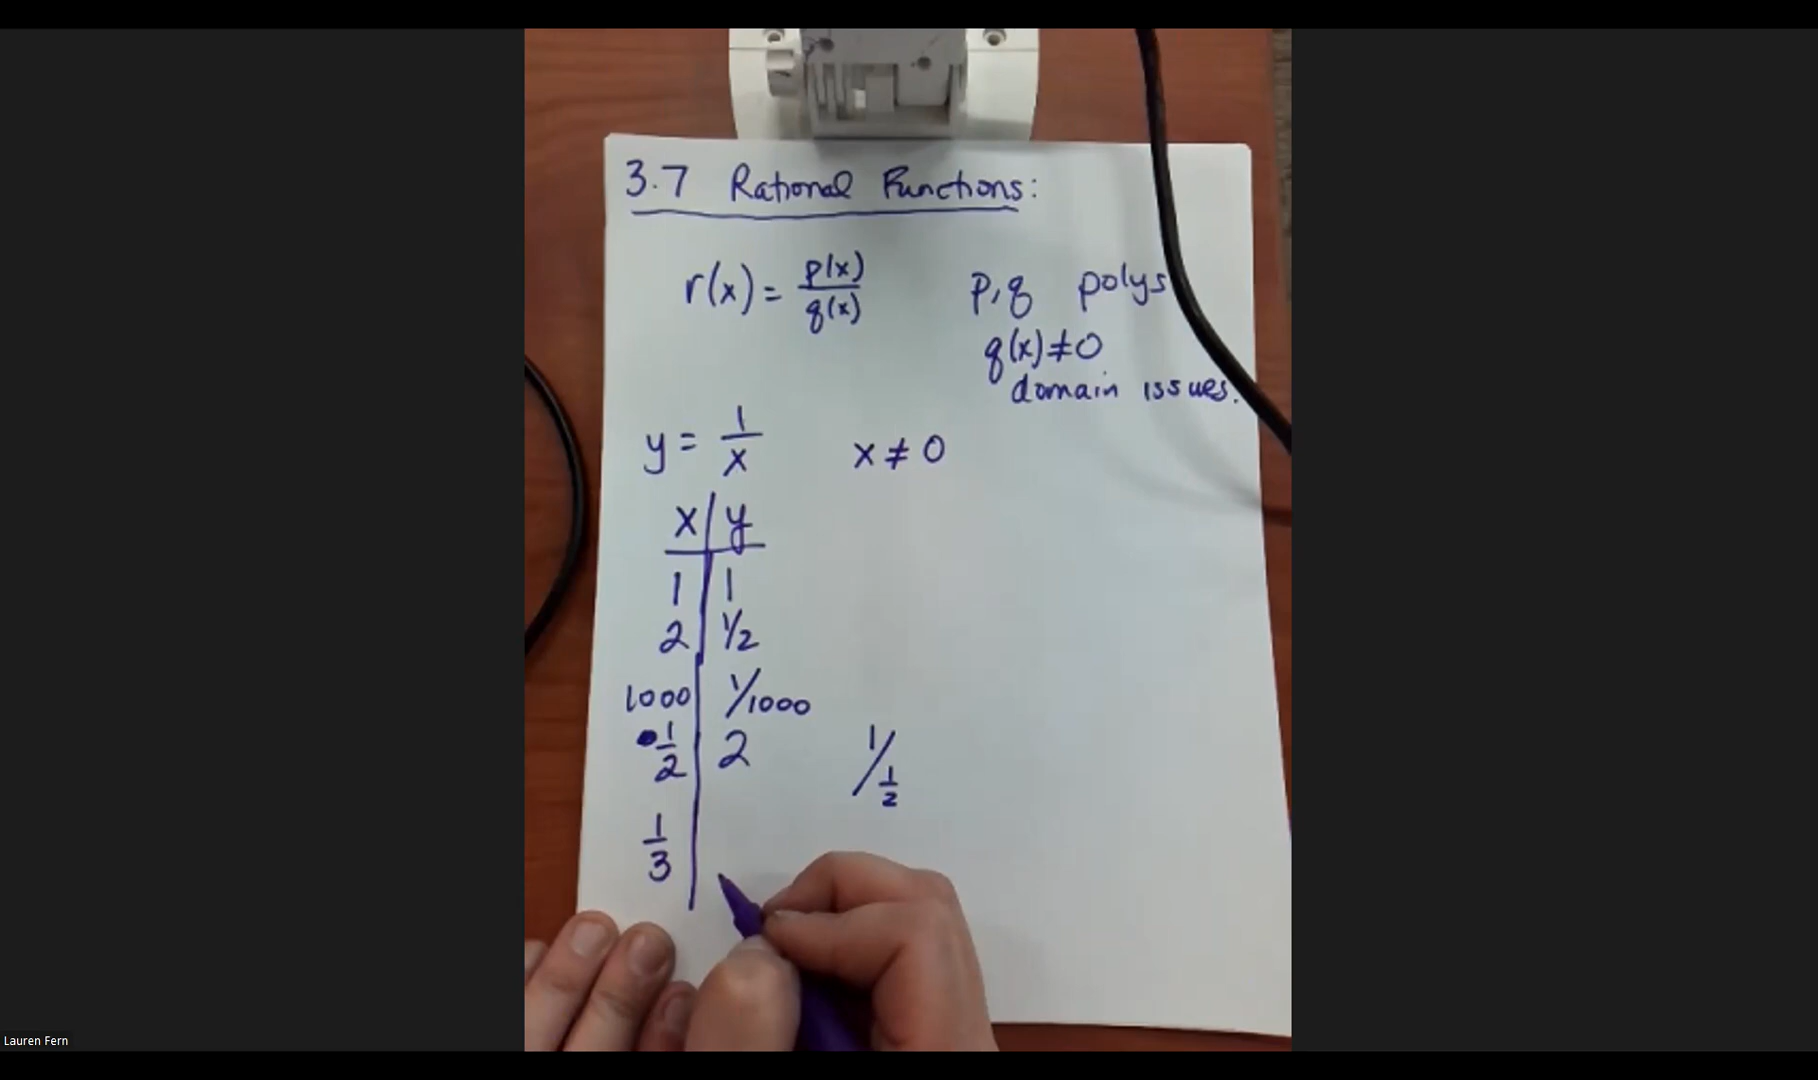 3.7 Rational Functions:
r(x) = p(x)/q(x) p,q polys
q(x)≠0
domain issues.
y = 1/x x ≠ 0
x y
1 1
2 1/2
1000 1/1000
1/2 2 1/(1/2)
1/3
Lauren Fern